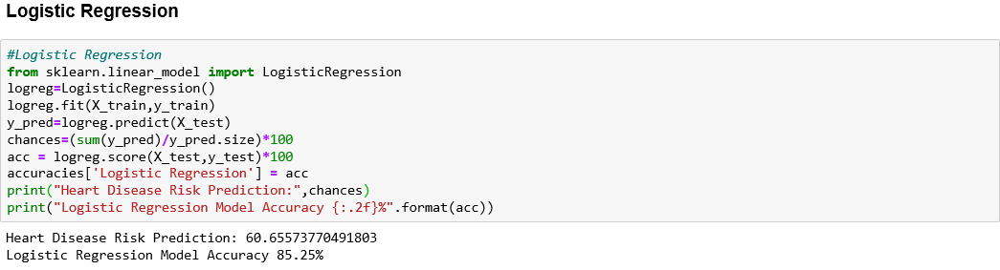 Logistic Regression
#Logistic Regression
from sklearn.linear_model import LogisticRegression
logreg=LogisticRegression()
logreg.fit(X_train,y_train)
y_pred=logreg.predict(X_test)
chances=(sum(y_pred)/y_pred.size)*100
acc = logreg.score(X_test,y_test)*100
accuracies['Logistic Regression'] = acc
print("Heart Disease Risk Prediction:",chances)
print("Logistic Regression Model Accuracy {:.2f}%".format(acc))
Heart Disease Risk Prediction: 60.65573770491803
Logistic Regression Model Accuracy 85.25%